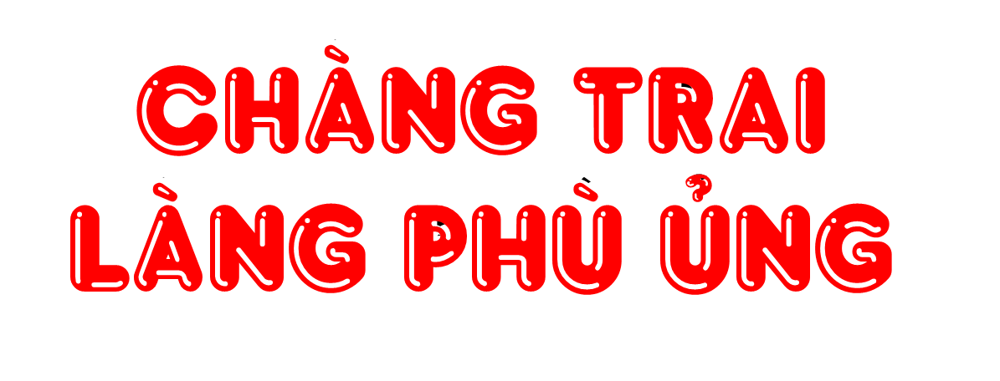 CHÀNG TRAI
LÀNG PHÙ ỦNG